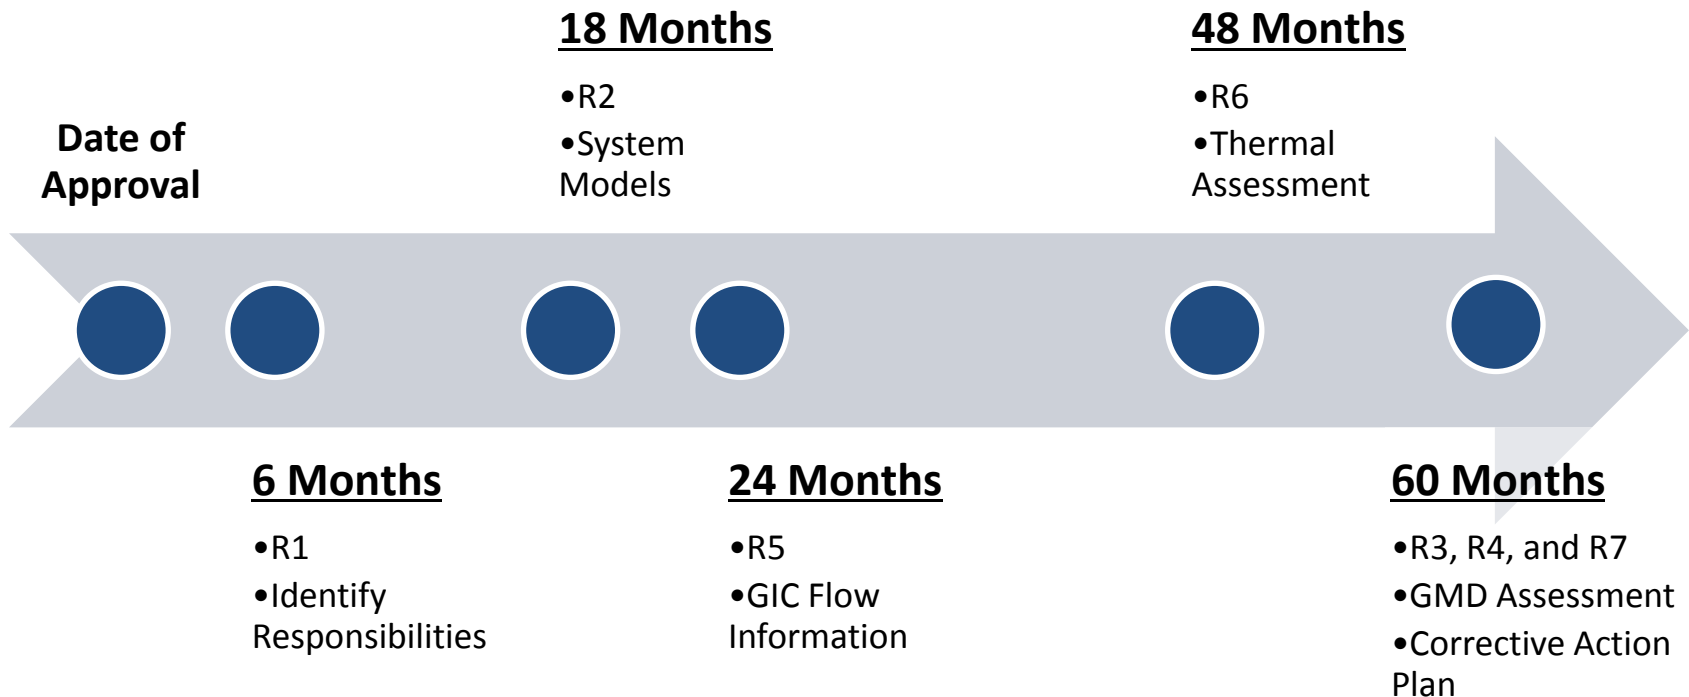 Date of
Approval
6 Months
•R1
•Identify
Responsibilities
18 Months
•R2
•System
Models
24 Months
•R5
•GIC Flow
Information
48 Months
•R6
•Thermal
Assessment
60 Months
•R3, R4, and R7
•GMD Assessment
•Corrective Action
Plan